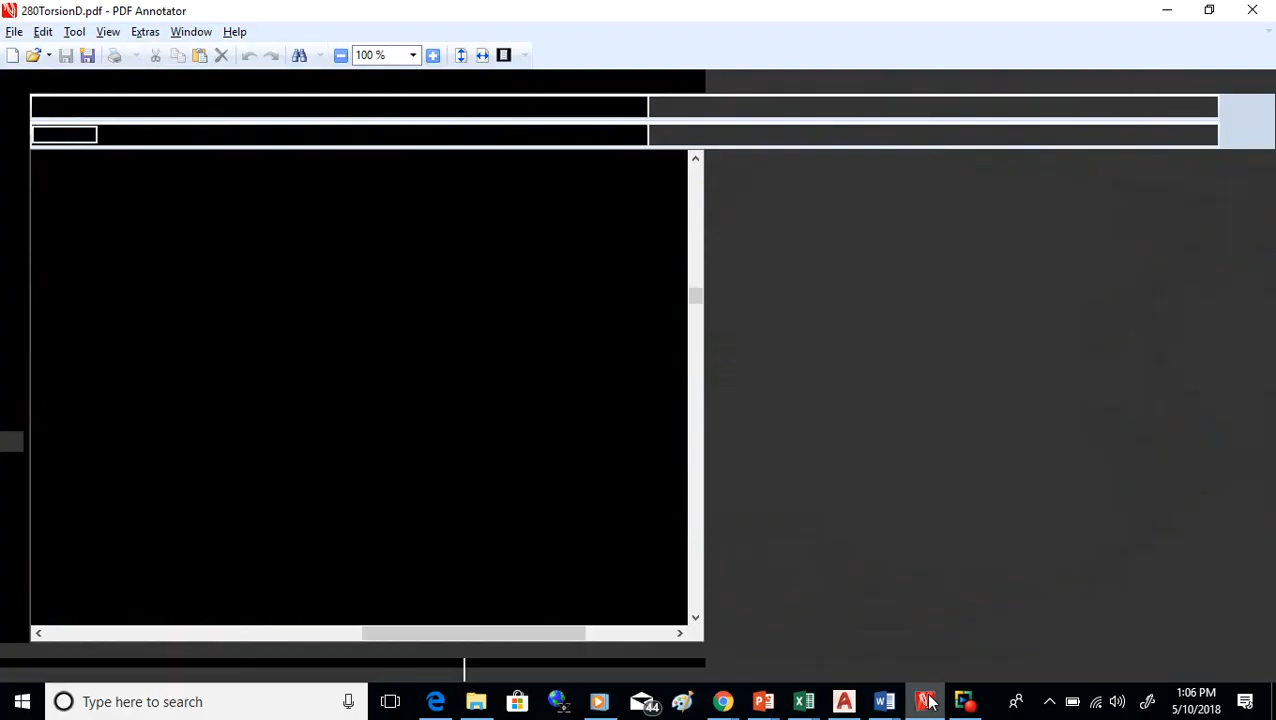 280TorsionD.pdf - PDF Annotator
File Edit Tool View Extras Window Help
100 %
Type here to search
44
1:06 PM
5/10/2018